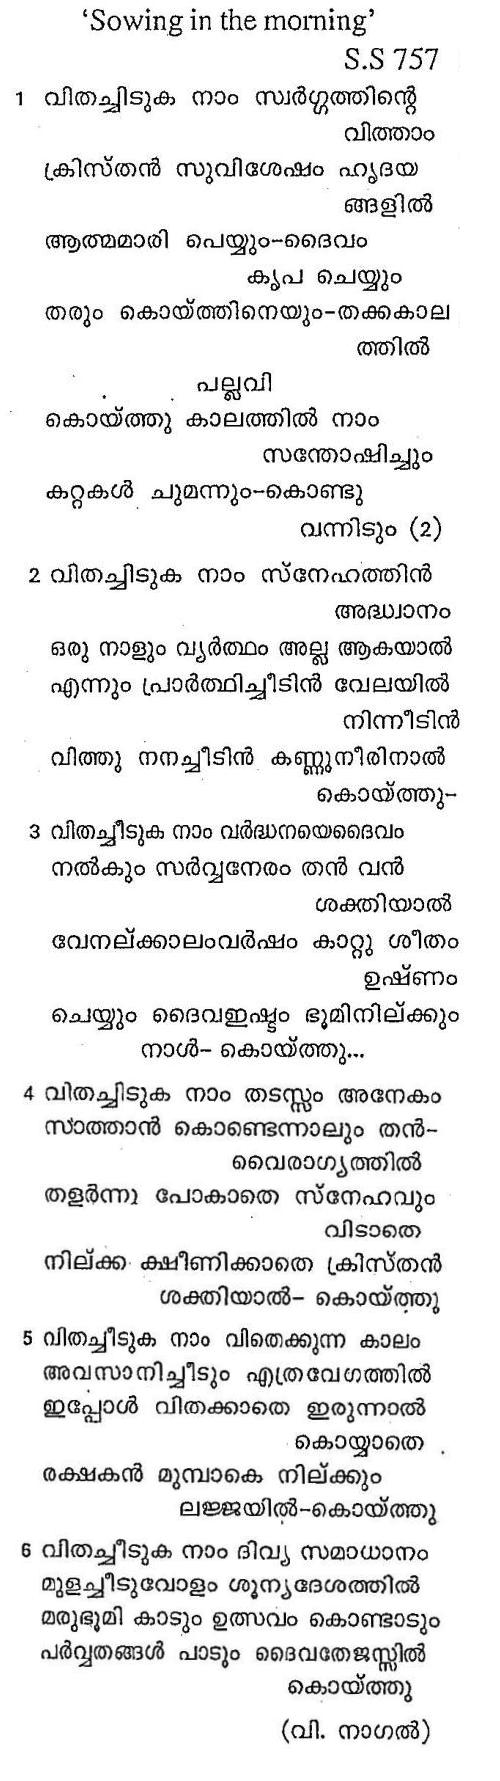 ‘Sowing in the morning’
S.S 757
1 വിതച്ചിടുക നാം സ്വർഗ്ഗത്തിന്റെ
വിത്താം
ക്രിസ്തൻ സുവിശേഷം ഹൃദയ
ങ്ങളിൽ
ആത്മമാരി പെയ്യും-ദൈവം
കൃപ ചെയ്യും
തരും കൊയ്ത്തിനെയും-തക്കകാല
ത്തിൽ
പല്ലവി
കൊയ്ത്തു കാലത്തിൽ നാം
സന്തോഷിച്ചും
കറ്റകൾ ചുമന്നും-കൊണ്ടു
വന്നിടും (2)
2 വിതച്ചിടുക നാം സ്നേഹത്തിൻ
അദ്ധ്വാനം
ഒരു നാളും വ്യർത്ഥം അല്ല ആകയാൽ
എന്നും പ്രാർത്ഥിച്ചീടിൻ വേലയിൽ
നിന്നീടിൻ
വിത്തു നനച്ചീടിൻ കണ്ണുനീരിനാൽ
കൊയ്ത്തു-
3 വിതച്ചീടുക നാം വർദ്ധനയെദൈവം
നൽകും സർവ്വനേരം തൻ വൻ
ശക്തിയാൽ
വേനല്ക്കാലംവർഷം കാറ്റു ശീതം
ഉഷ്ണം
ചെയ്യും ദൈവഇഷ്ടം ഭൂമിനില്ക്കും
നാൾ- കൊയ്ത്തു...
4 വിതച്ചിടുക നാം തടസ്സം അനേകം
സാത്താൻ കൊണ്ടെന്നാലും തൻ-
വൈരാഗ്യത്തിൽ
തളർന്നു പോകാതെ സ്നേഹവും
വിടാതെ
നില്ക്ക ക്ഷീണിക്കാതെ ക്രിസ്തൻ
ശക്തിയാൽ- കൊയ്ത്തു
5 വിതച്ചീടുക നാം വിതെക്കുന്ന കാലം
അവസാനിച്ചീടും എത്രവേഗത്തിൽ
ഇപ്പോൾ വിതക്കാതെ ഇരുന്നാൽ
കൊയ്യാതെ
രക്ഷകൻ മുമ്പാകെ നില്ക്കും
ലജ്ജയിൽ-കൊയ്ത്തു
6 വിതച്ചീടുക നാം ദിവ്യ സമാധാനം
മുളച്ചീടുവോളം ശൂന്യദേശത്തിൽ
മരുഭൂമി കാടും ഉത്സവം കൊണ്ടാടും
പർവ്വതങ്ങൾ പാടും ദൈവതേജസ്സിൽ
കൊയ്ത്തു
(വി. നാഗൽ)